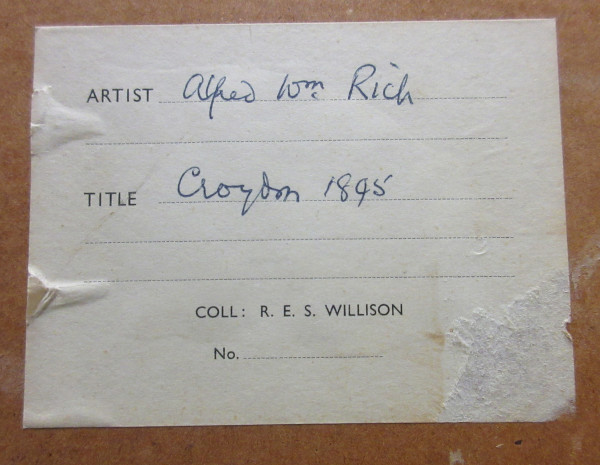 ARTIST Alfred Wm Rich
TITLE Croydon 1895
COLL: R. E. S. WILLISON
No.